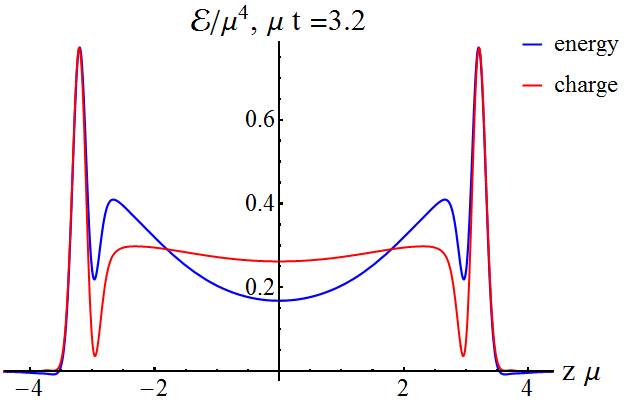 ℰ/μ⁴, μ t =3.2
energy
charge
0.6
0.4
0.2
−4
−2
2
4
z μ